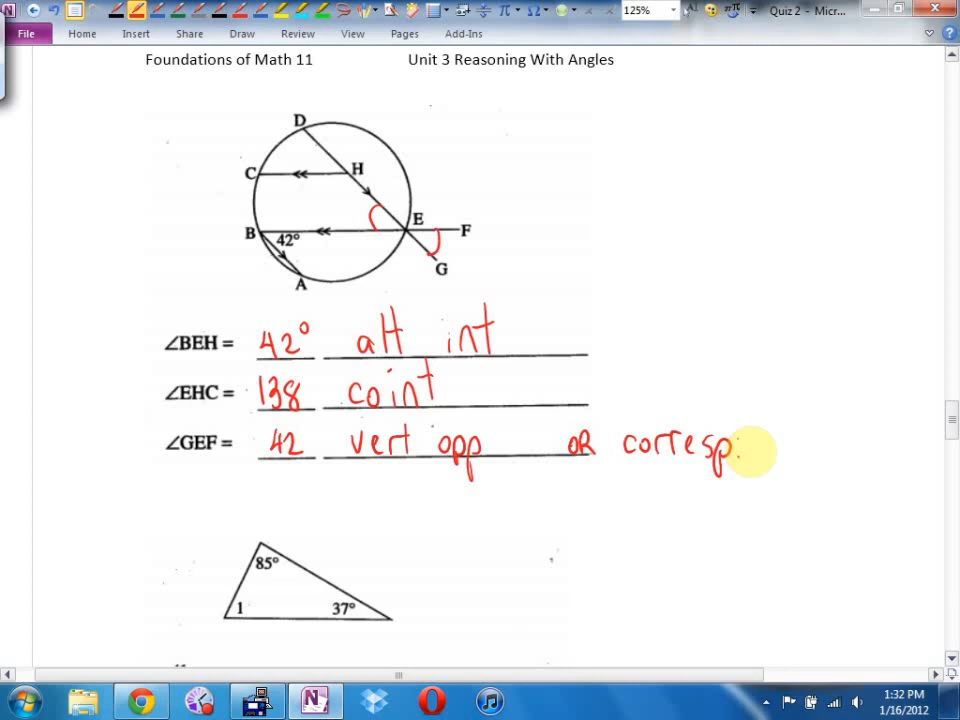 125%
Quiz 2 - Micr...
File Home Insert Share Draw Review View Pages Add-Ins
Foundations of Math 11 Unit 3 Reasoning With Angles
D
C H
E
B 42° F
G
A
∠BEH = 42° alt int
∠EHC = 138 co int
∠GEF = 42 vert opp OR corresp
85°
1 37°
1:32 PM
1/16/2012